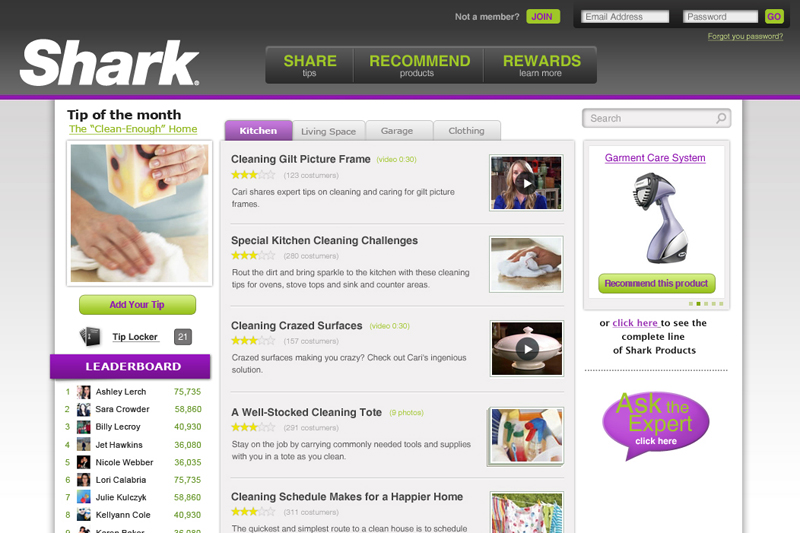 Not a member? JOIN Email Address Password GO
Forgot you password?
Shark.
SHARE RECOMMEND REWARDS
tips products learn more
Tip of the month
The "Clean-Enough" Home
Add Your Tip
Tip Locker 21
LEADERBOARD
1 Ashley Lerch 75,735
2 Sara Crowder 58,860
3 Billy Lecroy 40,930
4 Jet Hawkins 36,080
5 Nicole Webber 36,035
6 Lori Calabria 75,735
7 Julie Kulczyk 58,860
8 Kellyann Cole 40,930
9 Karen Baker 36,080
Kitchen Living Space Garage Clothing
Cleaning Gilt Picture Frame (video 0:30)
(123 costumers)
Cari shares expert tips on cleaning and caring for gilt picture
frames.
Special Kitchen Cleaning Challenges
(280 costumers)
Rout the dirt and bring sparkle to the kitchen with these cleaning
tips for ovens, stove tops and sink and counter areas.
Cleaning Crazed Surfaces (video 0:30)
(157 costumers)
Crazed surfaces making you crazy? Check out Cari's ingenious
solution.
A Well-Stocked Cleaning Tote (9 photos)
(291 costumers)
Stay on the job by carrying commonly needed tools and supplies
with you in a tote as you clean.
Cleaning Schedule Makes for a Happier Home
(311 costumers)
The quickest and simplest route to a clean house is to schedule
Search
Garment Care System
Recommend this product
or click here to see the
complete line
of Shark Products
Ask the
Expert
click here